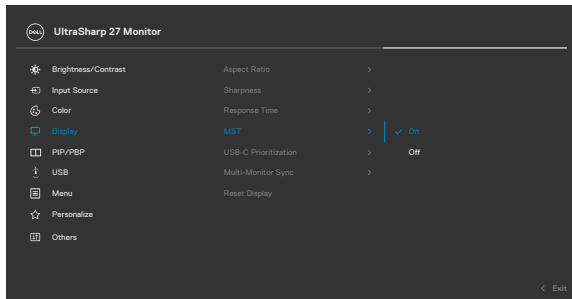 DELL UltraSharp 27 Monitor
Brightness/Contrast Aspect Ratio
Input Source Sharpness
Color Response Time
Display MST On
PIP/PBP USB-C Prioritization Off
USB Multi-Monitor Sync
Menu Reset Display
Personalize
Others
Exit